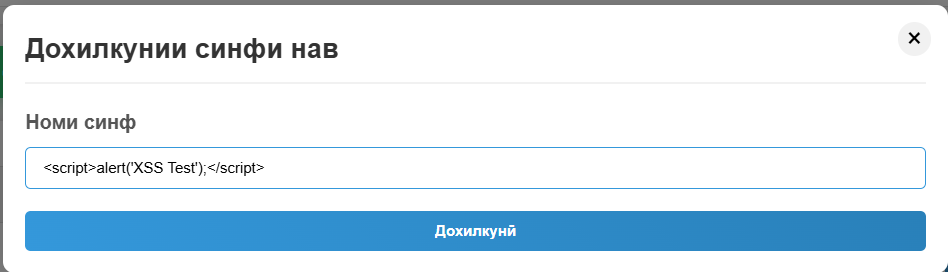 Дохилкунии синфи нав
×
Номи синф
<script>alert('XSS Test');</script>
Дохилкунӣ